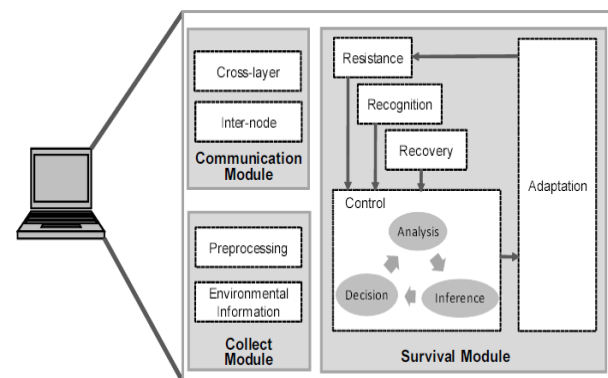 Cross-layer
Inter-node
Communication
Module
Preprocessing
Environmental
Information
Collect
Module
Resistance
Recognition
Recovery
Control
Analysis
Decision
Inference
Adaptation
Survival Module